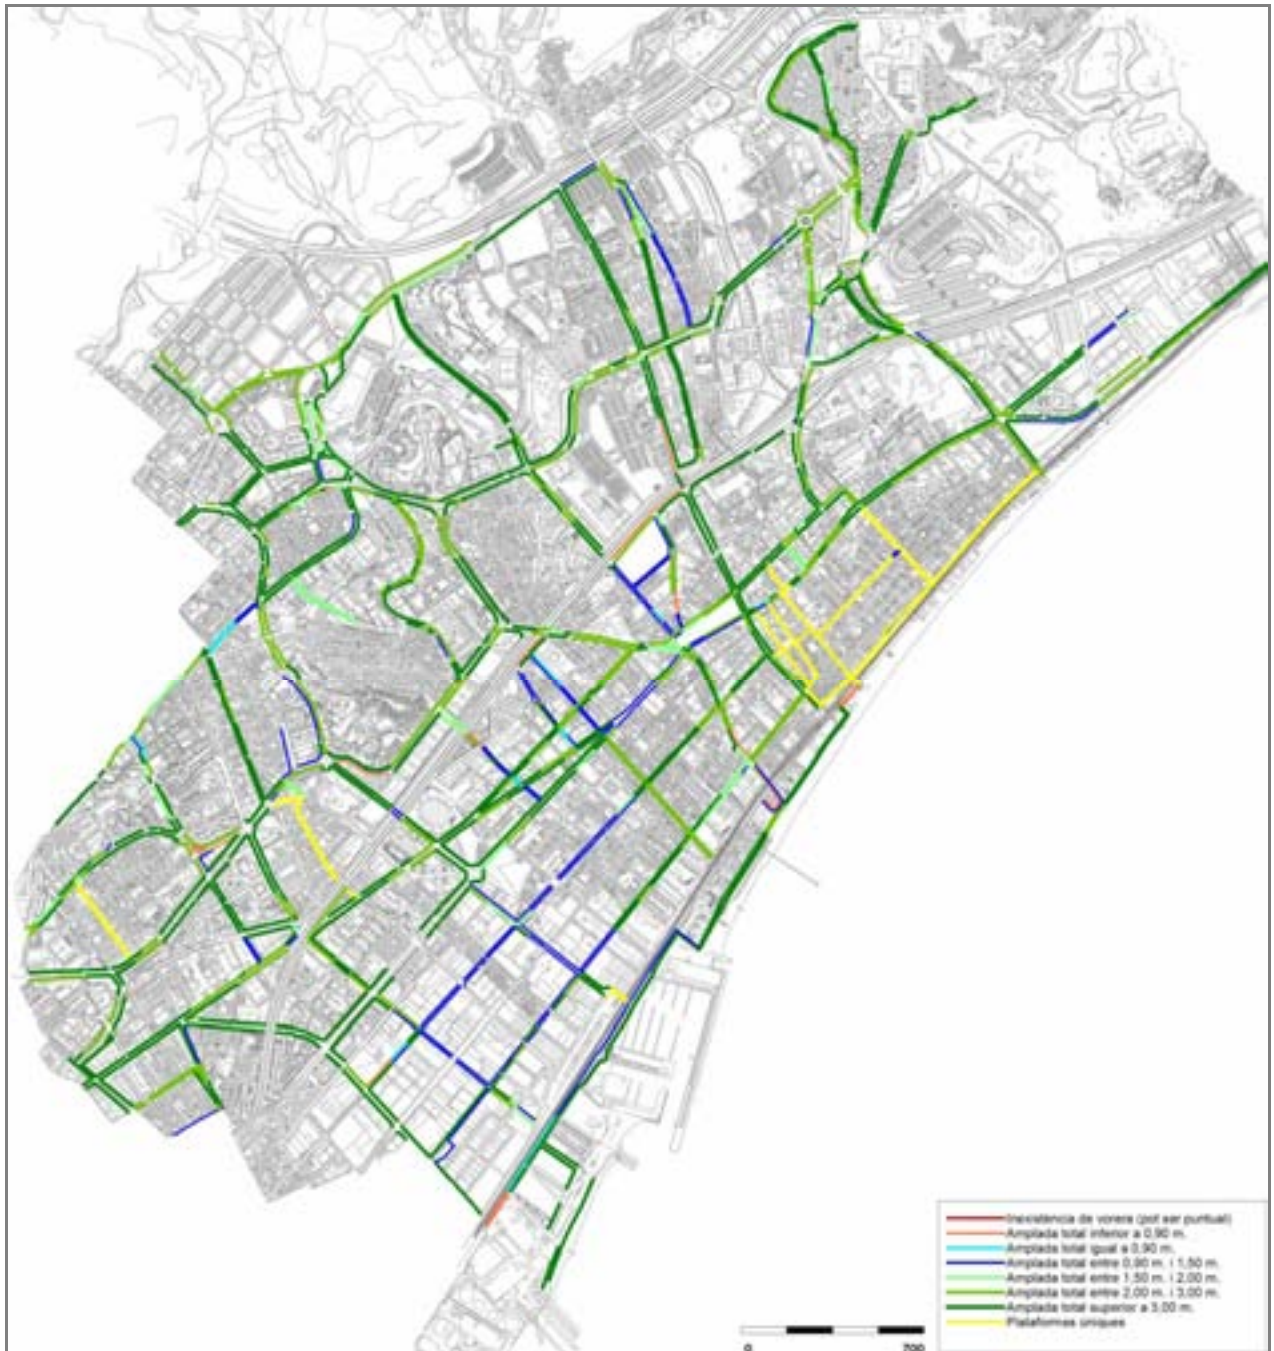 Inexistència de vorera (pot ser puntual)
Amplada total inferior a 0,90 m.
Amplada total igual a 0,90 m.
Amplada total entre 0,90 m. i 1,50 m.
Amplada total entre 1,50 m. i 2,00 m.
Amplada total entre 2,00 m. i 3,00 m.
Amplada total superior a 3,00 m.
Plataformes úniques
0 700